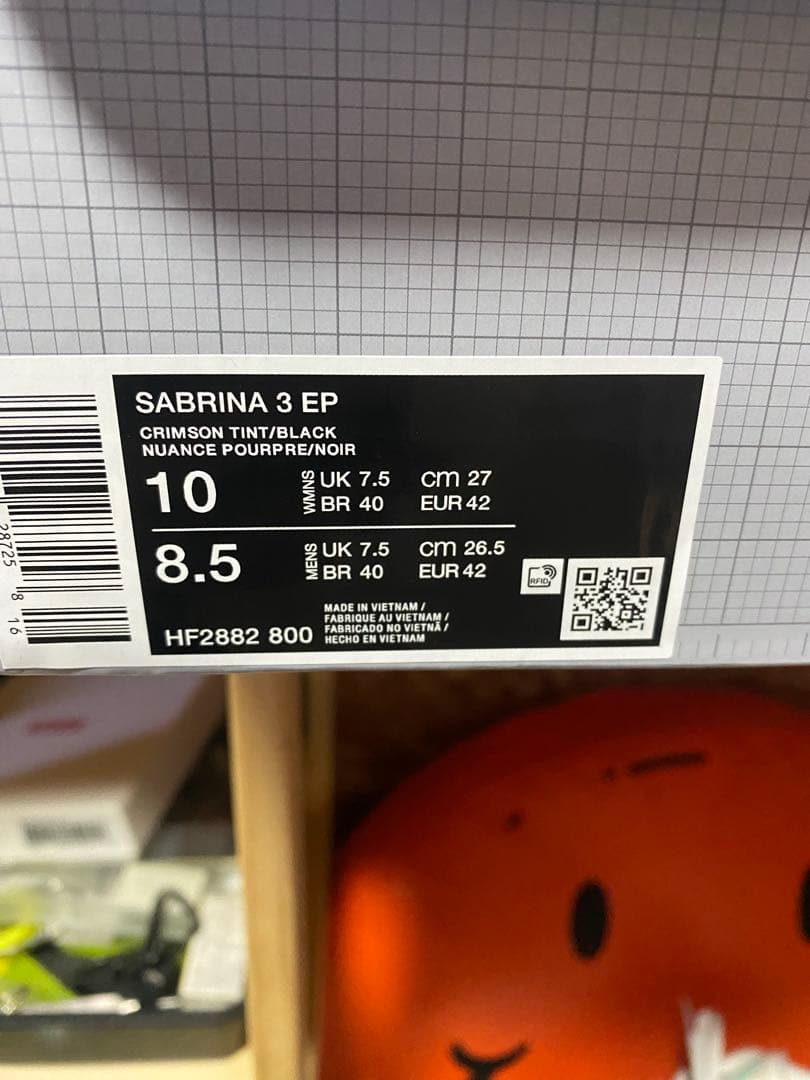 SABRINA 3 EP
CRIMSON TINT/BLACK
NUANCE POURPRE/NOIR
10 WMNS UK 7.5 cm 27
BR 40 EUR 42
8.5 MENS UK 7.5 cm 26.5
BR 40 EUR 42
RFID
HF2882 800
MADE IN VIETNAM /
FABRIQUE AU VIETNAM /
FABRICADO NO VIETNÃ /
HECHO EN VIETNAM
28725 8 16